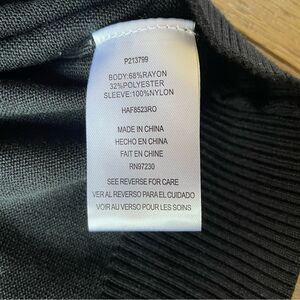 P213799
BODY:68%RAYON
32%POLYESTER
SLEEVE:100%NYLON
HAF8523RO
MADE IN CHINA
HECHO EN CHINA
FAIT EN CHINE
RN97230
SEE REVERSE FOR CARE
VER AL REVERSO PARA EL CUIDADO
VOIR AU VERSO POUR LES SOINS